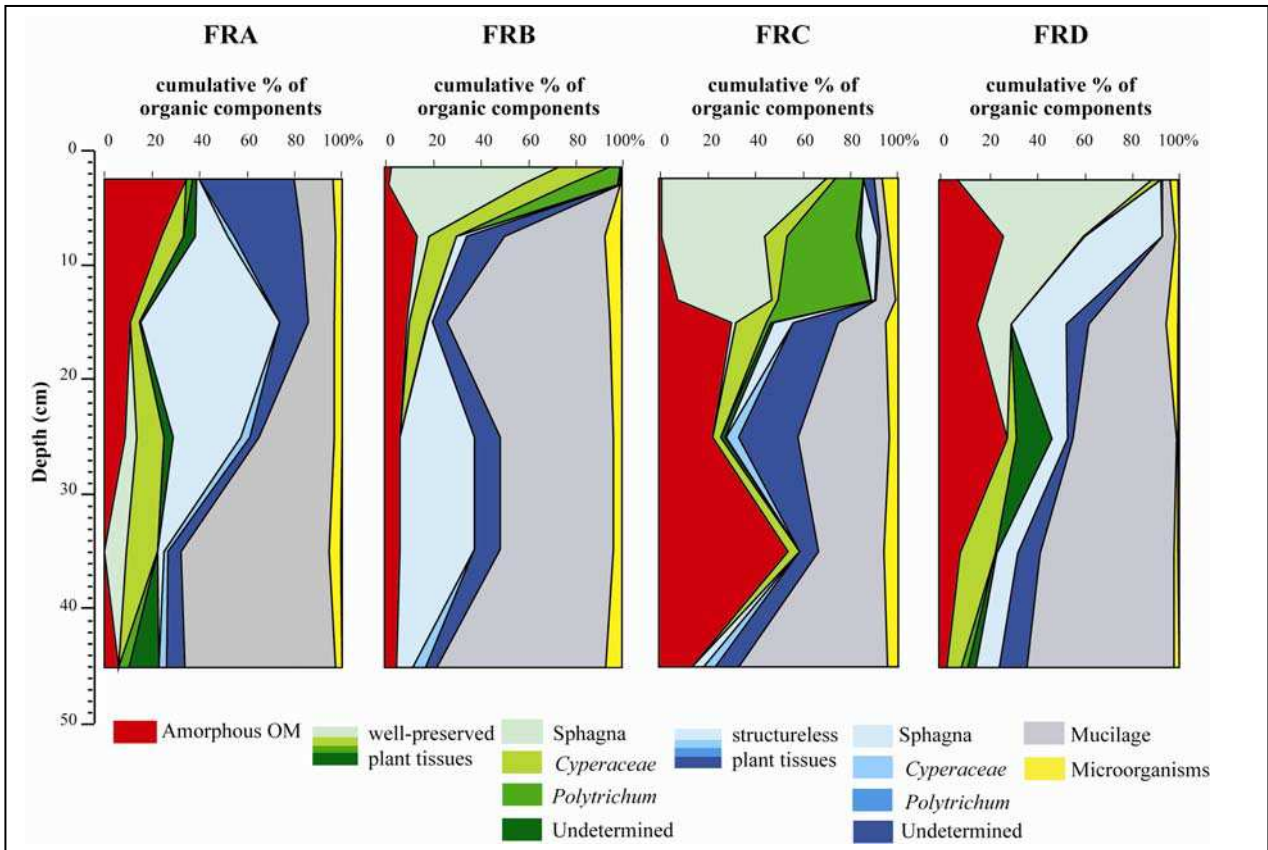 FRA FRB FRC FRD
cumulative % of organic components cumulative % of organic components cumulative % of organic components cumulative % of organic components
0 20 40 60 80 100% 0 20 40 60 80 100% 0 20 40 60 80 100% 0 20 40 60 80 100%
0
10
20
30
40
50
Depth (cm)
Amorphous OM
well-preserved
plant tissues
Sphagna
Cyperaceae
Polytrichum
Undetermined
structureless
plant tissues
Sphagna
Cyperaceae
Polytrichum
Undetermined
Mucilage
Microorganisms